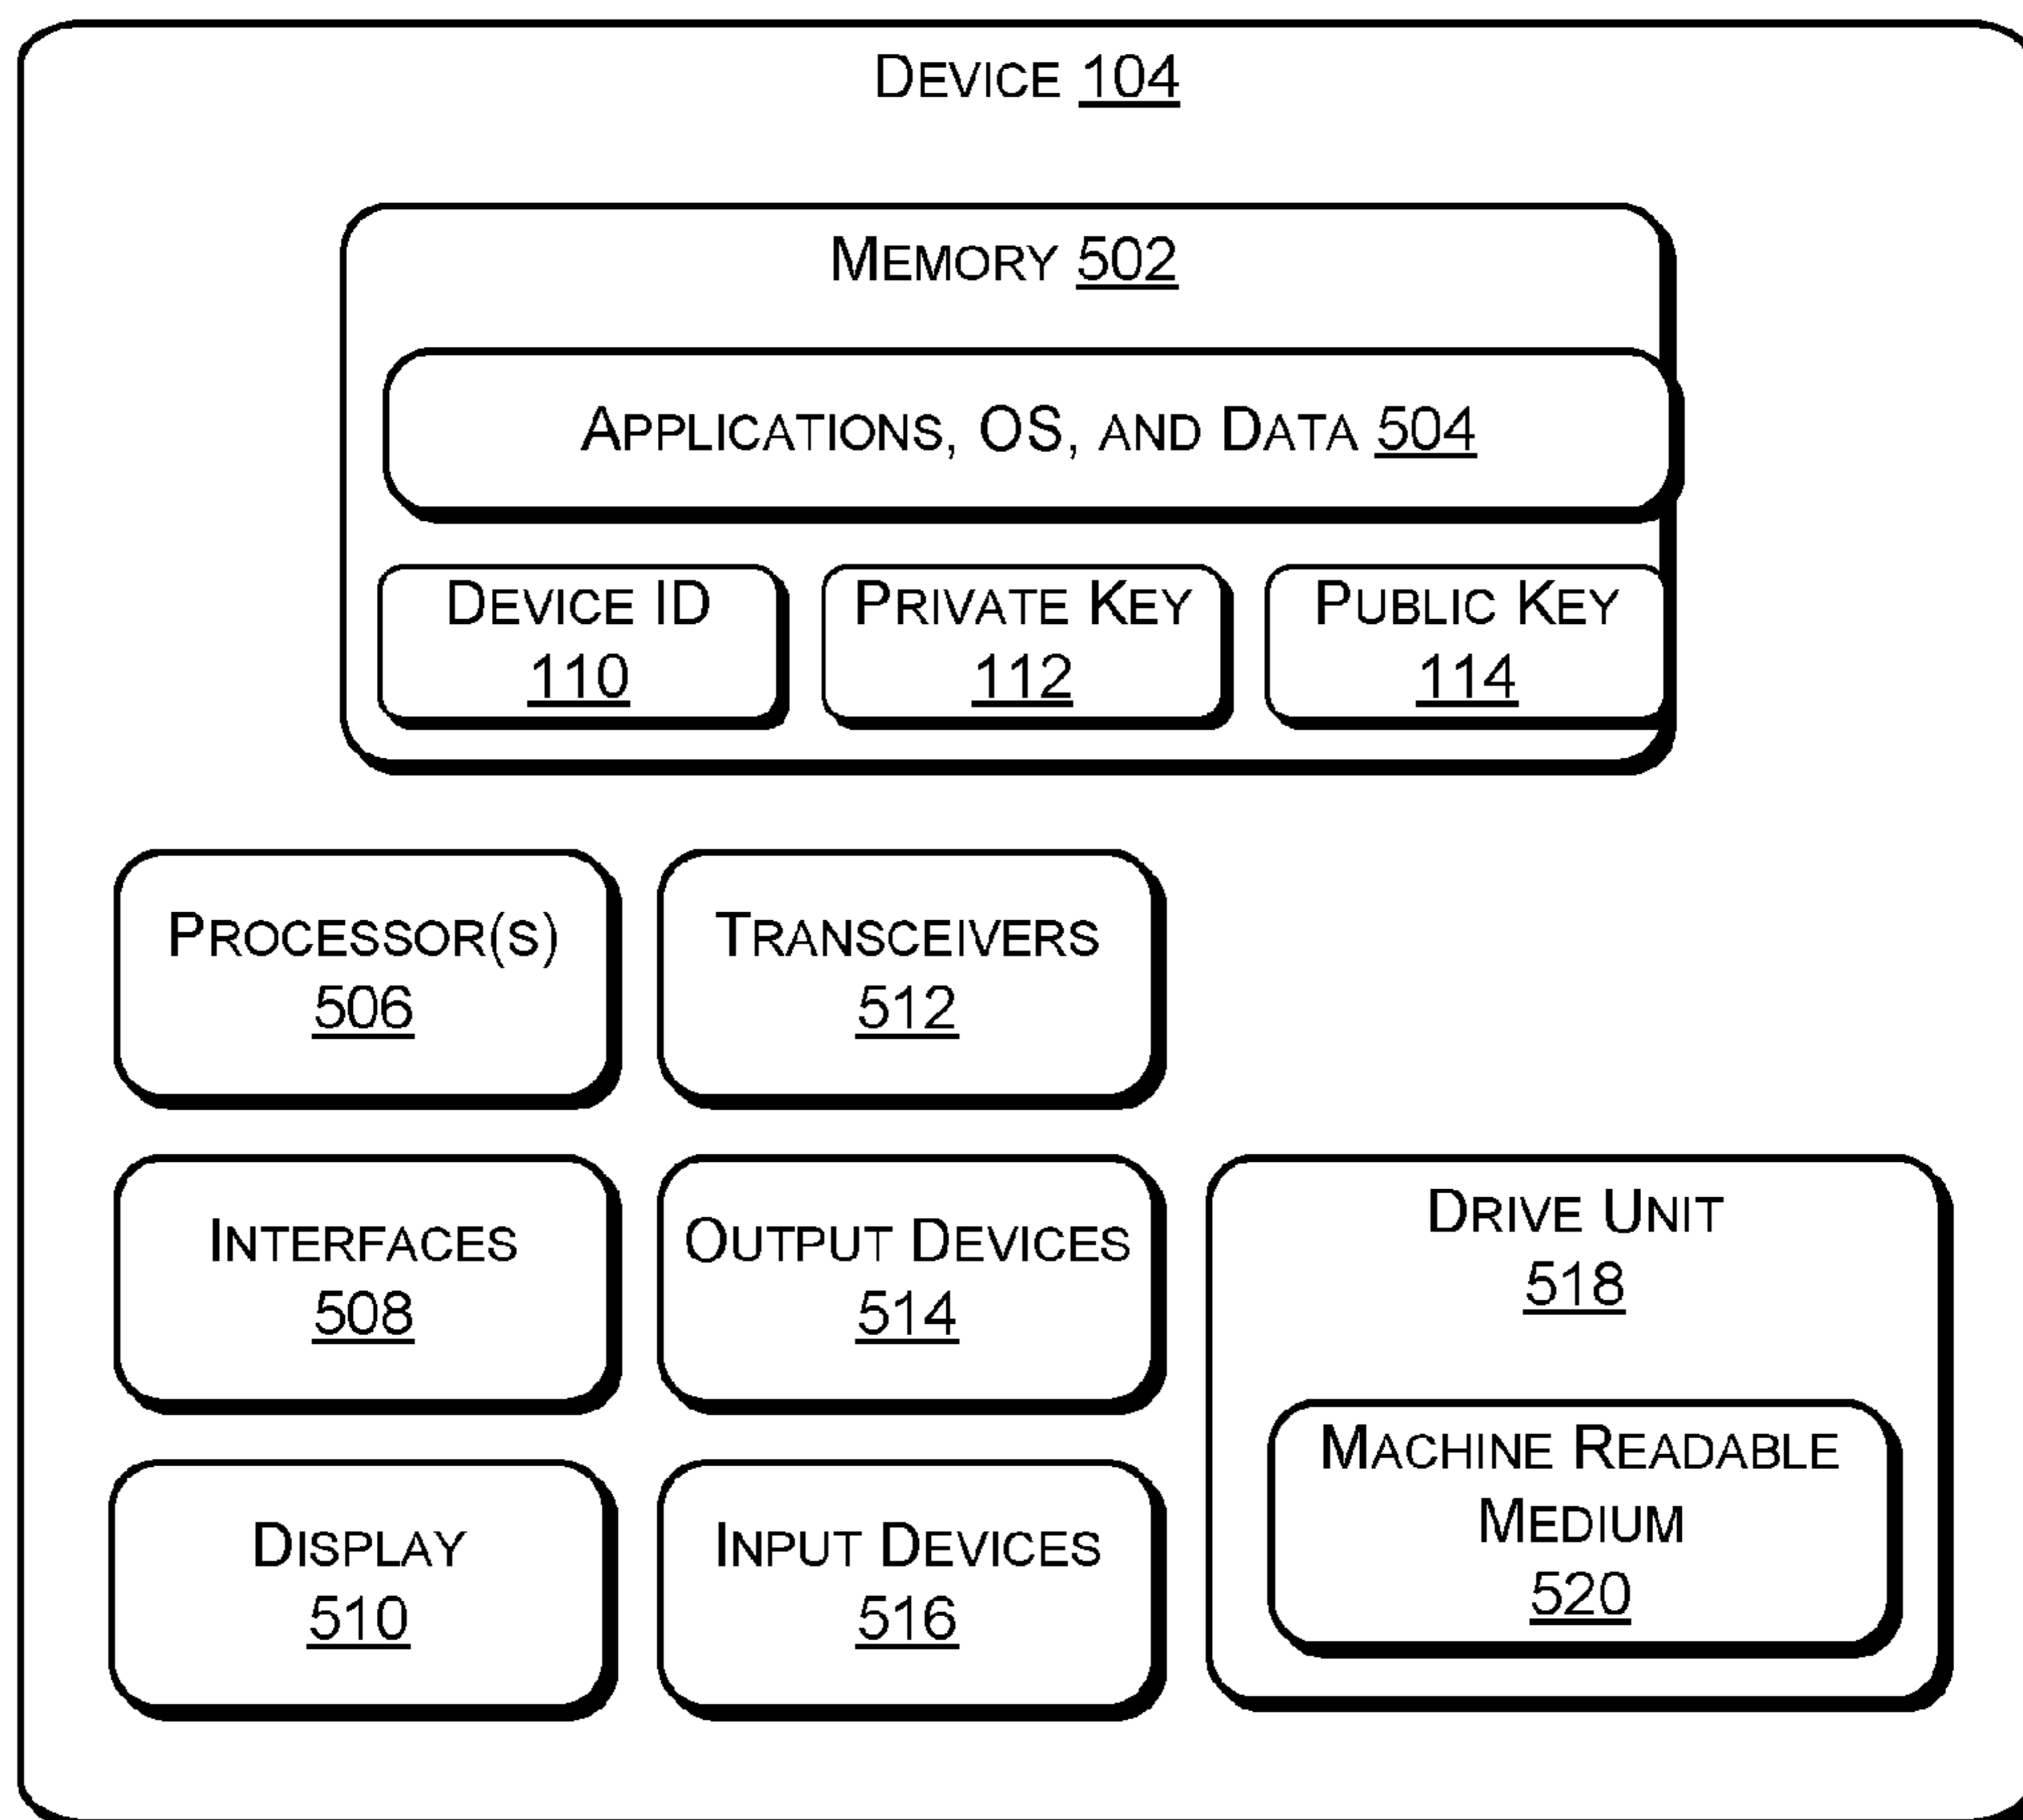 DEVICE 104
MEMORY 502
APPLICATIONS, OS, AND DATA 504
DEVICE ID
110
PRIVATE KEY
112
PUBLIC KEY
114
PROCESSOR(S)
506
TRANSCEIVERS
512
INTERFACES
508
OUTPUT DEVICES
514
DISPLAY
510
INPUT DEVICES
516
DRIVE UNIT
518
MACHINE READABLE
MEDIUM
520